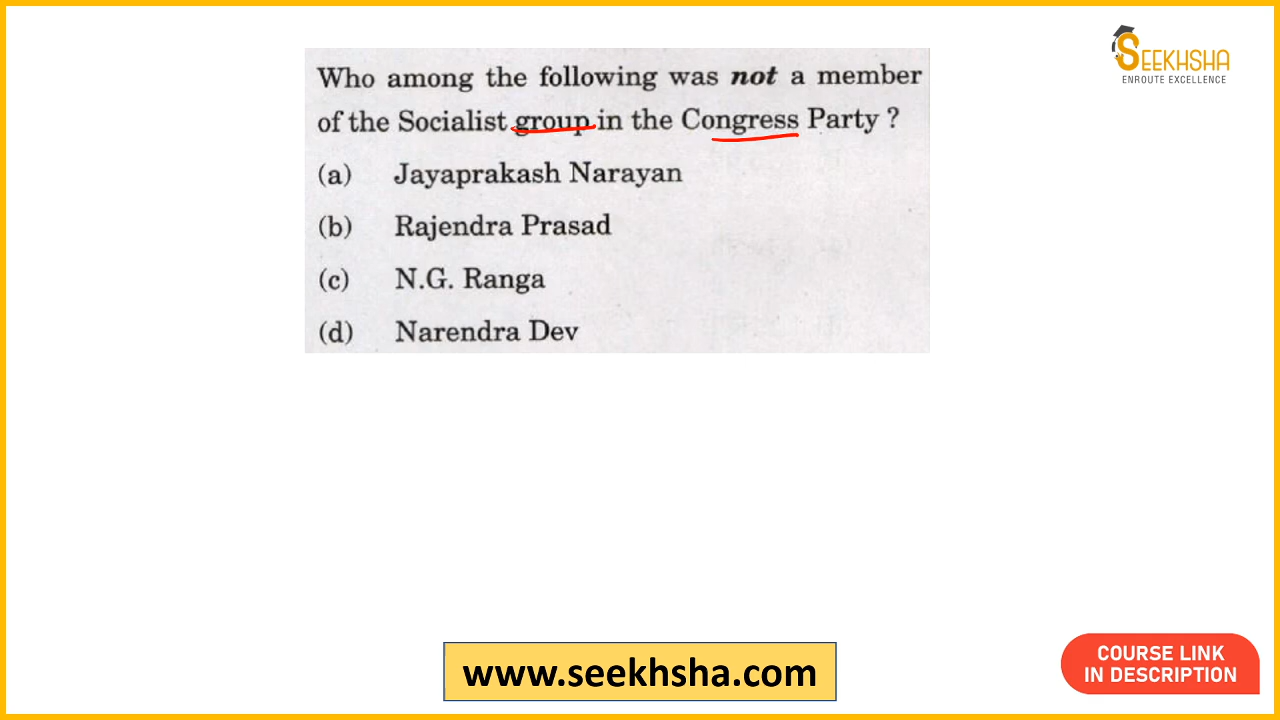 SEEKHSHA
ENROUTE EXCELLENCE
Who among the following was not a member
of the Socialist group in the Congress Party ?
(a) Jayaprakash Narayan
(b) Rajendra Prasad
(c) N.G. Ranga
(d) Narendra Dev
www.seekhsha.com
COURSE LINK
IN DESCRIPTION